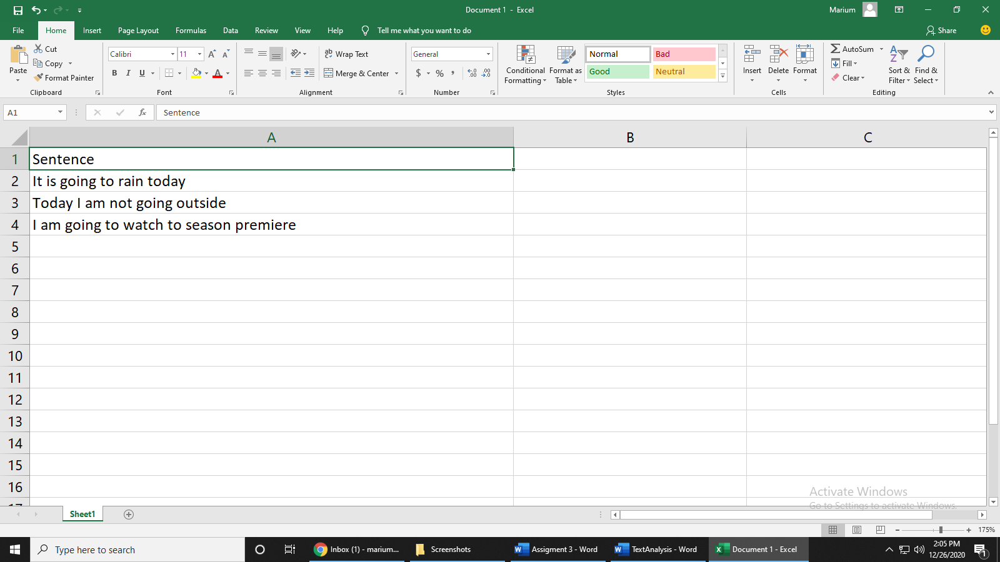 Document 1 - Excel
Marium
File Home Insert Page Layout Formulas Data Review View Help Tell me what you want to do Share
Paste
Cut
Copy
Format Painter
Clipboard
Calibri 11
B I U
Font
Wrap Text
Merge & Center
Alignment
General
$ % ,
Number
Conditional Formatting
Format as Table
Normal Bad
Good Neutral
Styles
Insert Delete Format
Cells
AutoSum
Fill
Clear
Sort & Filter
Find & Select
Editing
A1 fx Sentence
A B C
1 Sentence
2 It is going to rain today
3 Today I am not going outside
4 I am going to watch to season premiere
5
6
7
8
9
10
11
12
13
14
15
16
Activate Windows
Go to Settings to activate Windows.
Sheet1
175%
Type here to search
Inbox (1) - marium...
Screenshots
Assigment 3 - Word
TextAnalysis - Word
Document 1 - Excel
2:05 PM
12/26/2020
1